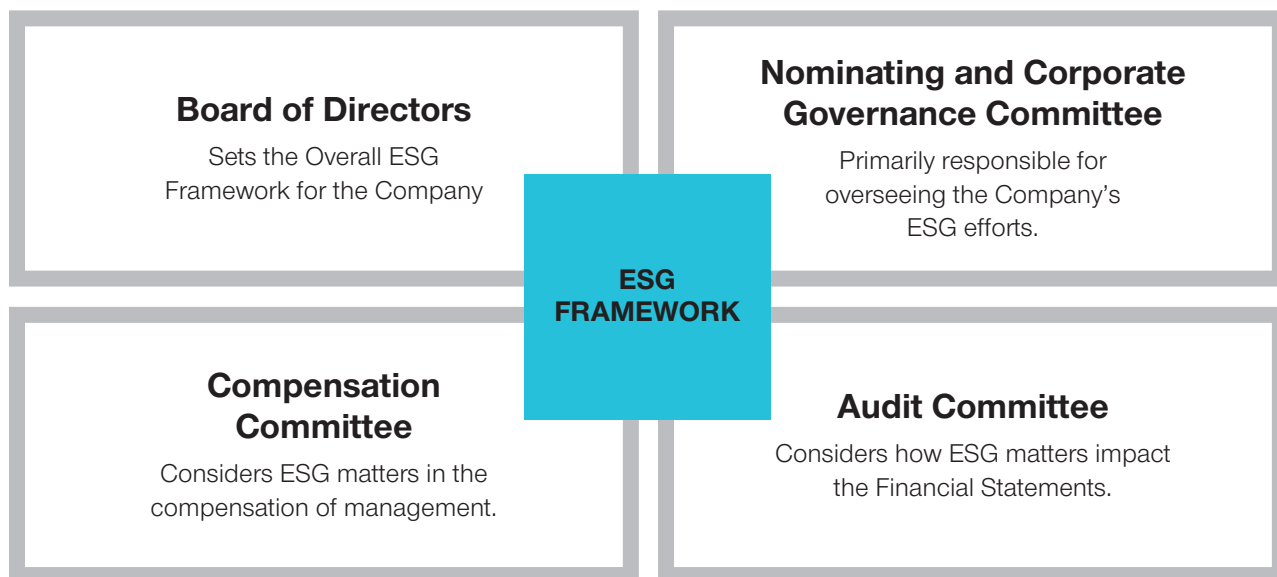 Board of Directors
Sets the Overall ESG
Framework for the Company
Nominating and Corporate
Governance Committee
Primarily responsible for
overseeing the Company's
ESG efforts.
ESG
FRAMEWORK
Compensation
Committee
Considers ESG matters in the
compensation of management.
Audit Committee
Considers how ESG matters impact
the Financial Statements.